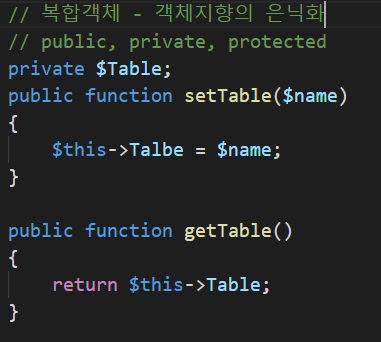 // 복합객체 - 객체지향의 은닉화
// public, private, protected
private $Table;
public function setTable($name)
{
    $this->Talbe = $name;
}
public function getTable()
{
    return $this->Table;
}